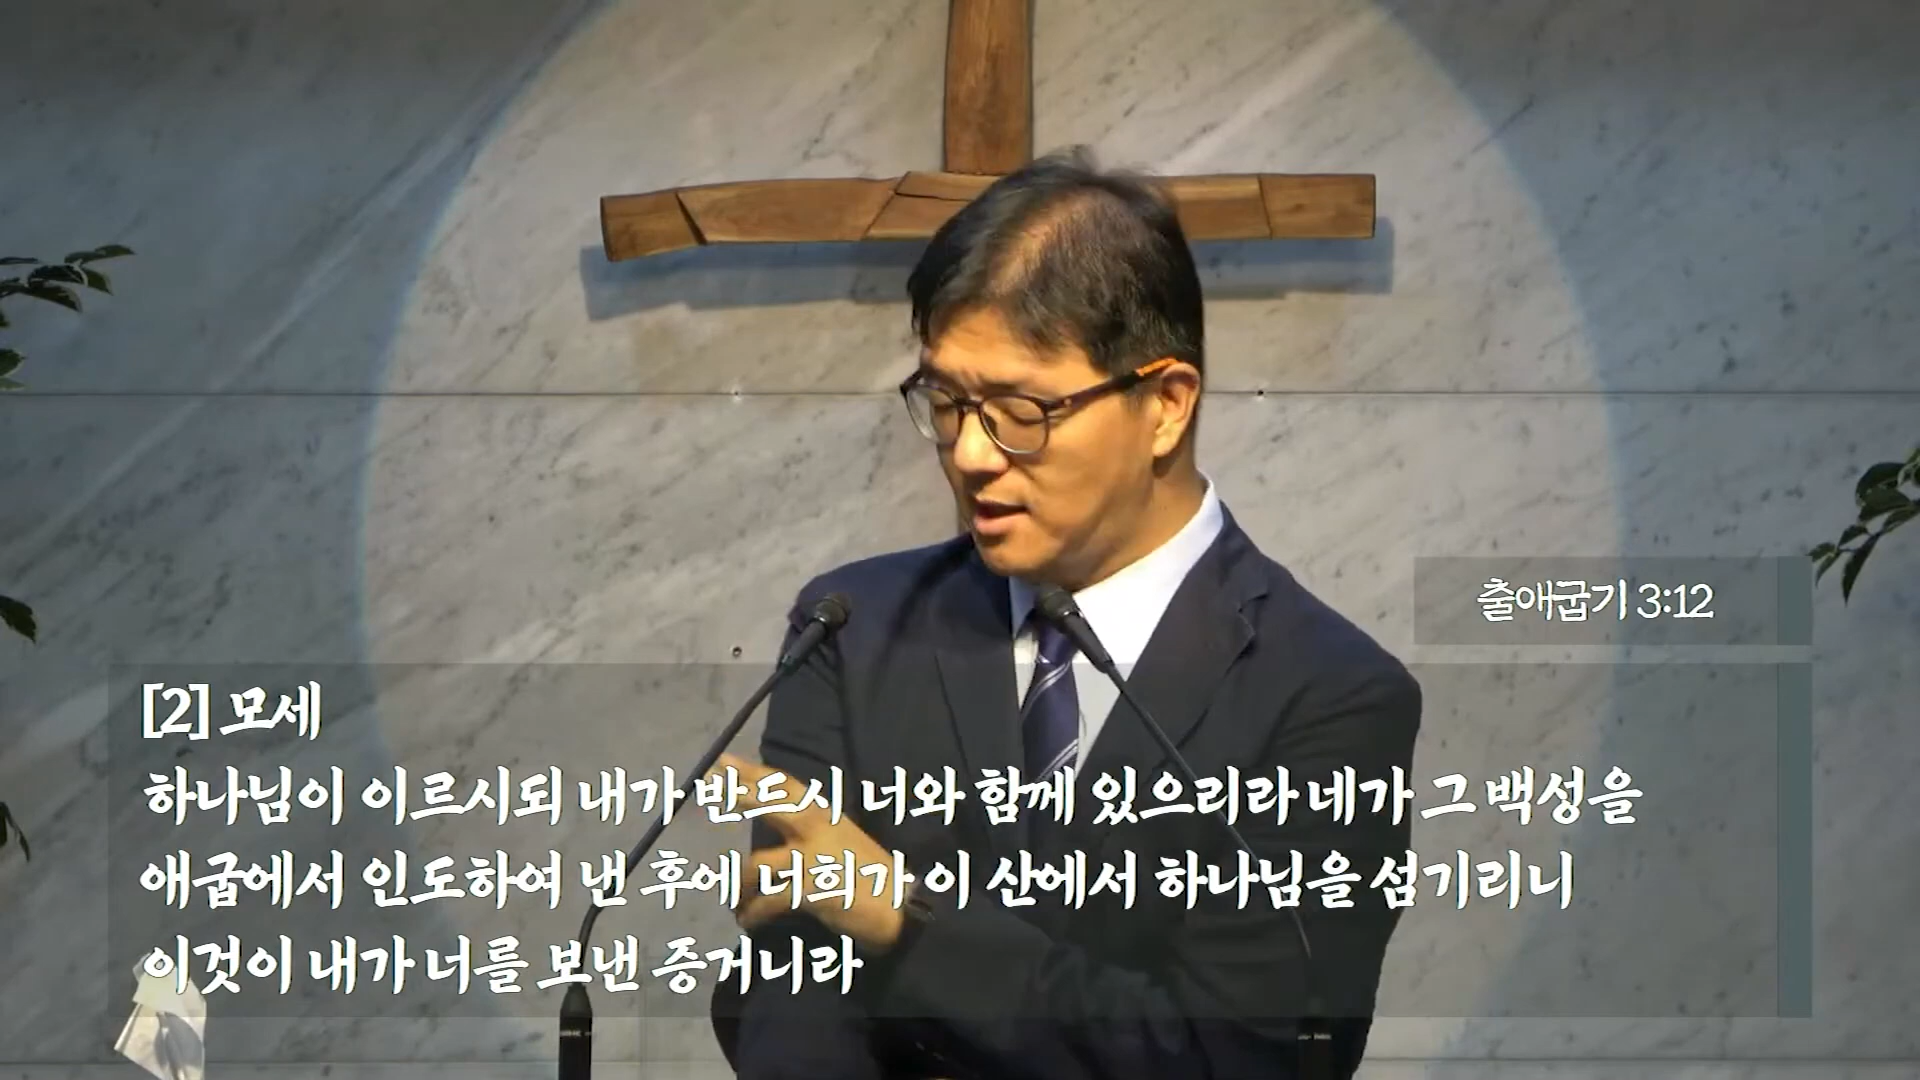 출애굽기 3:12
[2] 모세
하나님이 이르시되 내가 반드시 너와 함께 있으리라 네가 그 백성을
애굽에서 인도하여 낸 후에 너희가 이 산에서 하나님을 섬기리니
이것이 내가 너를 보낸 증거니라